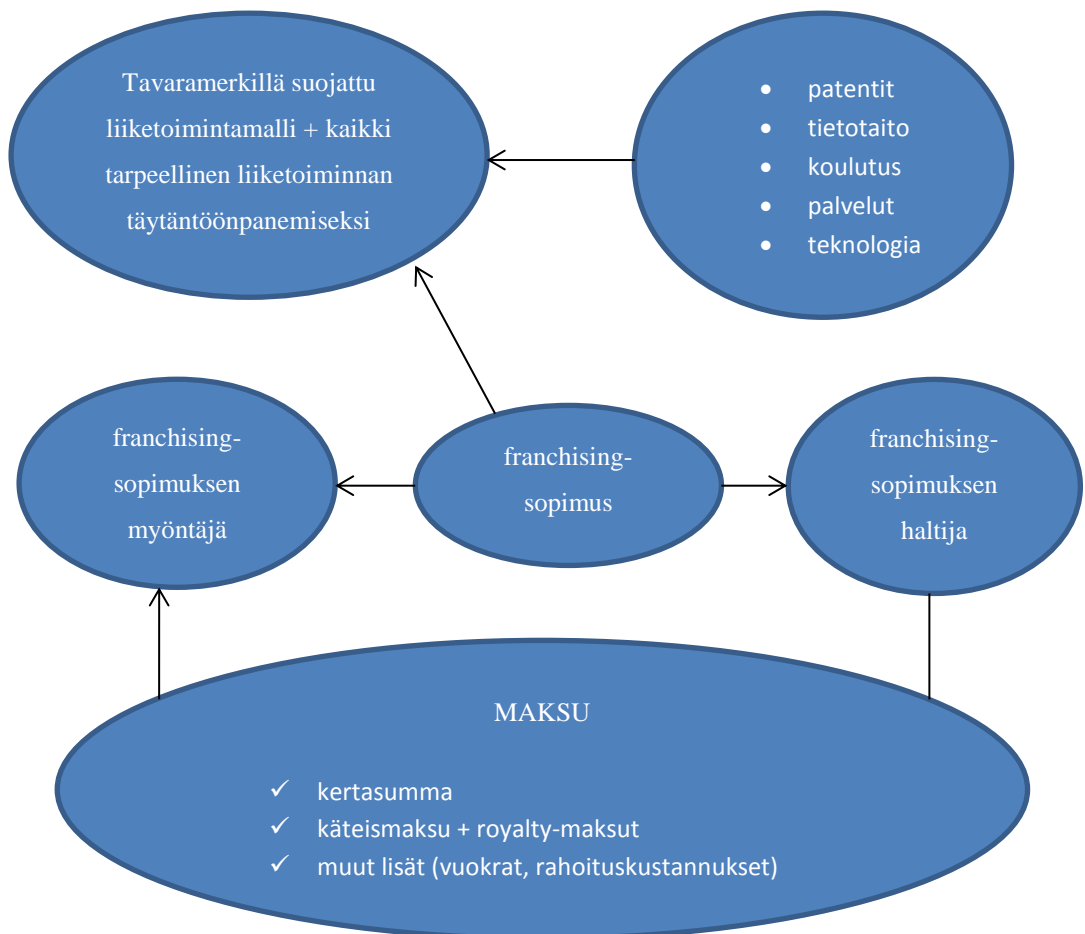 Tavaramerkillä suojattu
liiketoimintamalli + kaikki
tarpeellinen liiketoiminnan
täytäntöönpanemiseksi
• patentit
• tietotaito
• koulutus
• palvelut
• teknologia
franchising-
sopimuksen
myöntäjä
franchising-
sopimus
franchising-
sopimuksen
haltija
MAKSU
✓ kertasumma
✓ käteismaksu + royalty-maksut
✓ muut lisät (vuokrat, rahoituskustannukset)